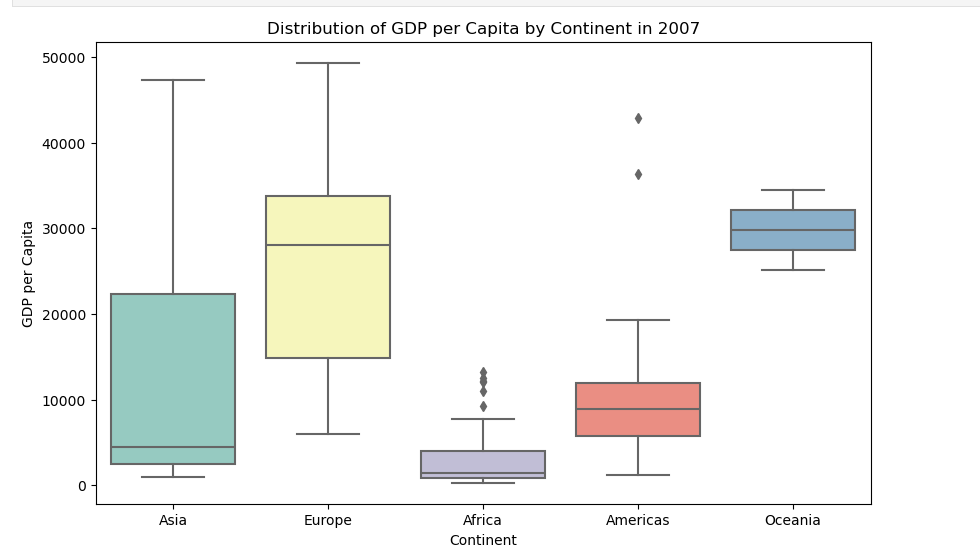 Distribution of GDP per Capita by Continent in 2007
GDP per Capita
50000
40000
30000
20000
10000
0
Asia Europe Africa Americas Oceania
Continent